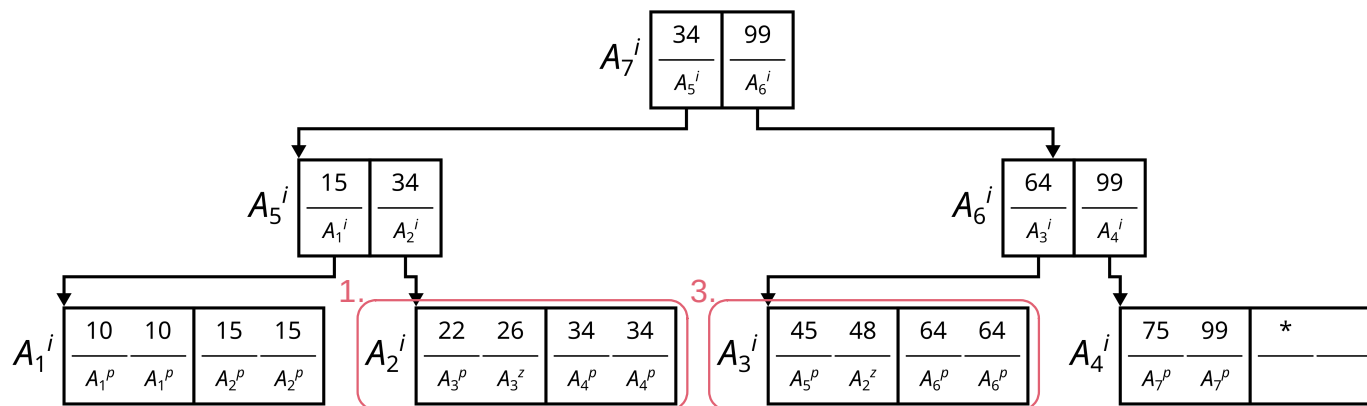 34 99
A₇ⁱ
A₅ⁱ A₆ⁱ
15 34
A₅ⁱ
A₁ⁱ A₂ⁱ
64 99
A₆ⁱ
A₃ⁱ A₄ⁱ
1.
3.
10 10 15 15
A₁ⁱ
A₁ᵖ A₁ᵖ A₂ᵖ A₂ᵖ
22 26 34 34
A₂ⁱ
A₃ᵖ A₃ᶻ A₄ᵖ A₄ᵖ
45 48 64 64
A₃ⁱ
A₅ᵖ A₂ᶻ A₆ᵖ A₆ᵖ
75 99 *
A₄ⁱ
A₇ᵖ A₇ᵖ